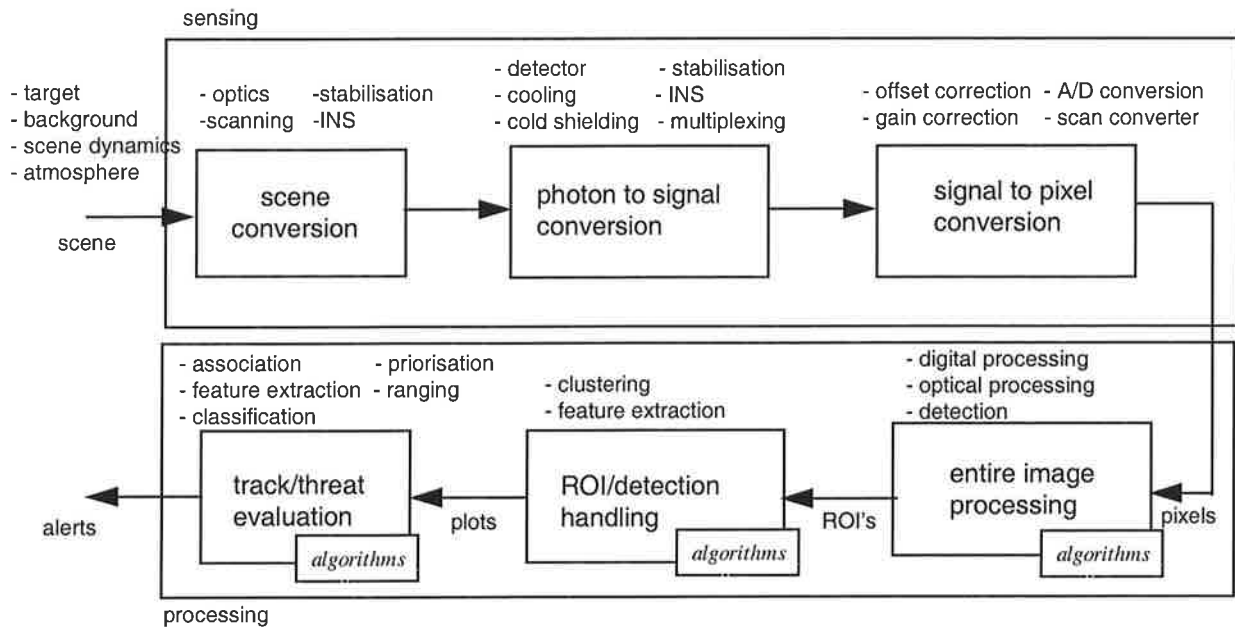 sensing
- target
- background
- scene dynamics
- atmosphere
scene
- optics -stabilisation
-scanning -INS
scene
conversion
- detector - stabilisation
- cooling - INS
- cold shielding - multiplexing
photon to signal
conversion
- offset correction - A/D conversion
- gain correction - scan converter
signal to pixel
conversion
- digital processing
- optical processing
- detection
entire image
processing
algorithms
pixels
ROI's
- clustering
- feature extraction
ROI/detection
handling
algorithms
plots
- association - priorisation
- feature extraction - ranging
- classification
track/threat
evaluation
algorithms
alerts
processing